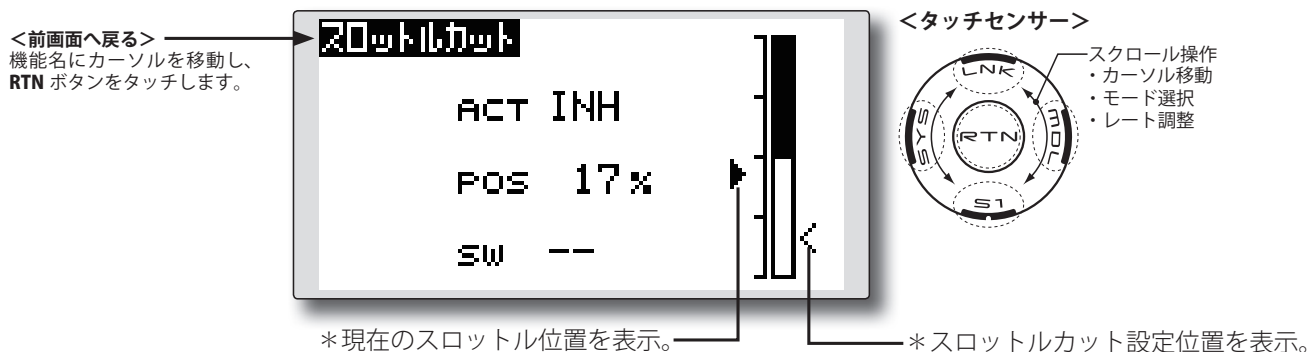 ＜前画面へ戻る＞
機能名にカーソルを移動し、
RTN ボタンをタッチします。
スロットルカット
ACT INH
POS 17%
SW --
＊現在のスロットル位置を表示。
＊スロットルカット設定位置を表示。
＜タッチセンサー＞
スクロール操作
・カーソル移動
・モード選択
・レート調整
LNK
SYS
RTN
MDL
S1